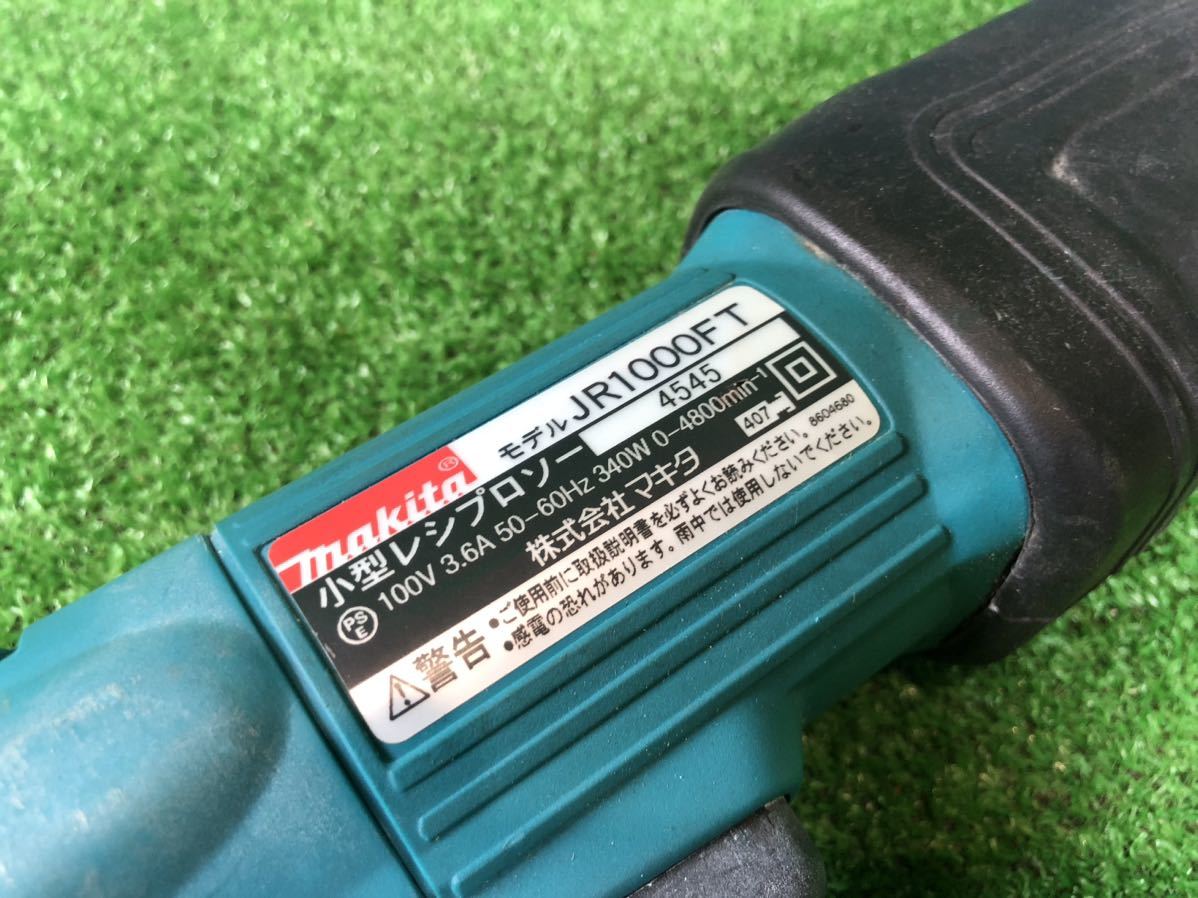 makita®
モデル JR1000FT
小型レシプロソー 4545
PSE 100V 3.6A 50-60Hz 340W 0-4800min-1
株式会社マキタ 407
8604680
警告 •ご使用前に取扱説明書を必ずよくお読みください。
•感電の恐れがあります。雨中では使用しないでください。